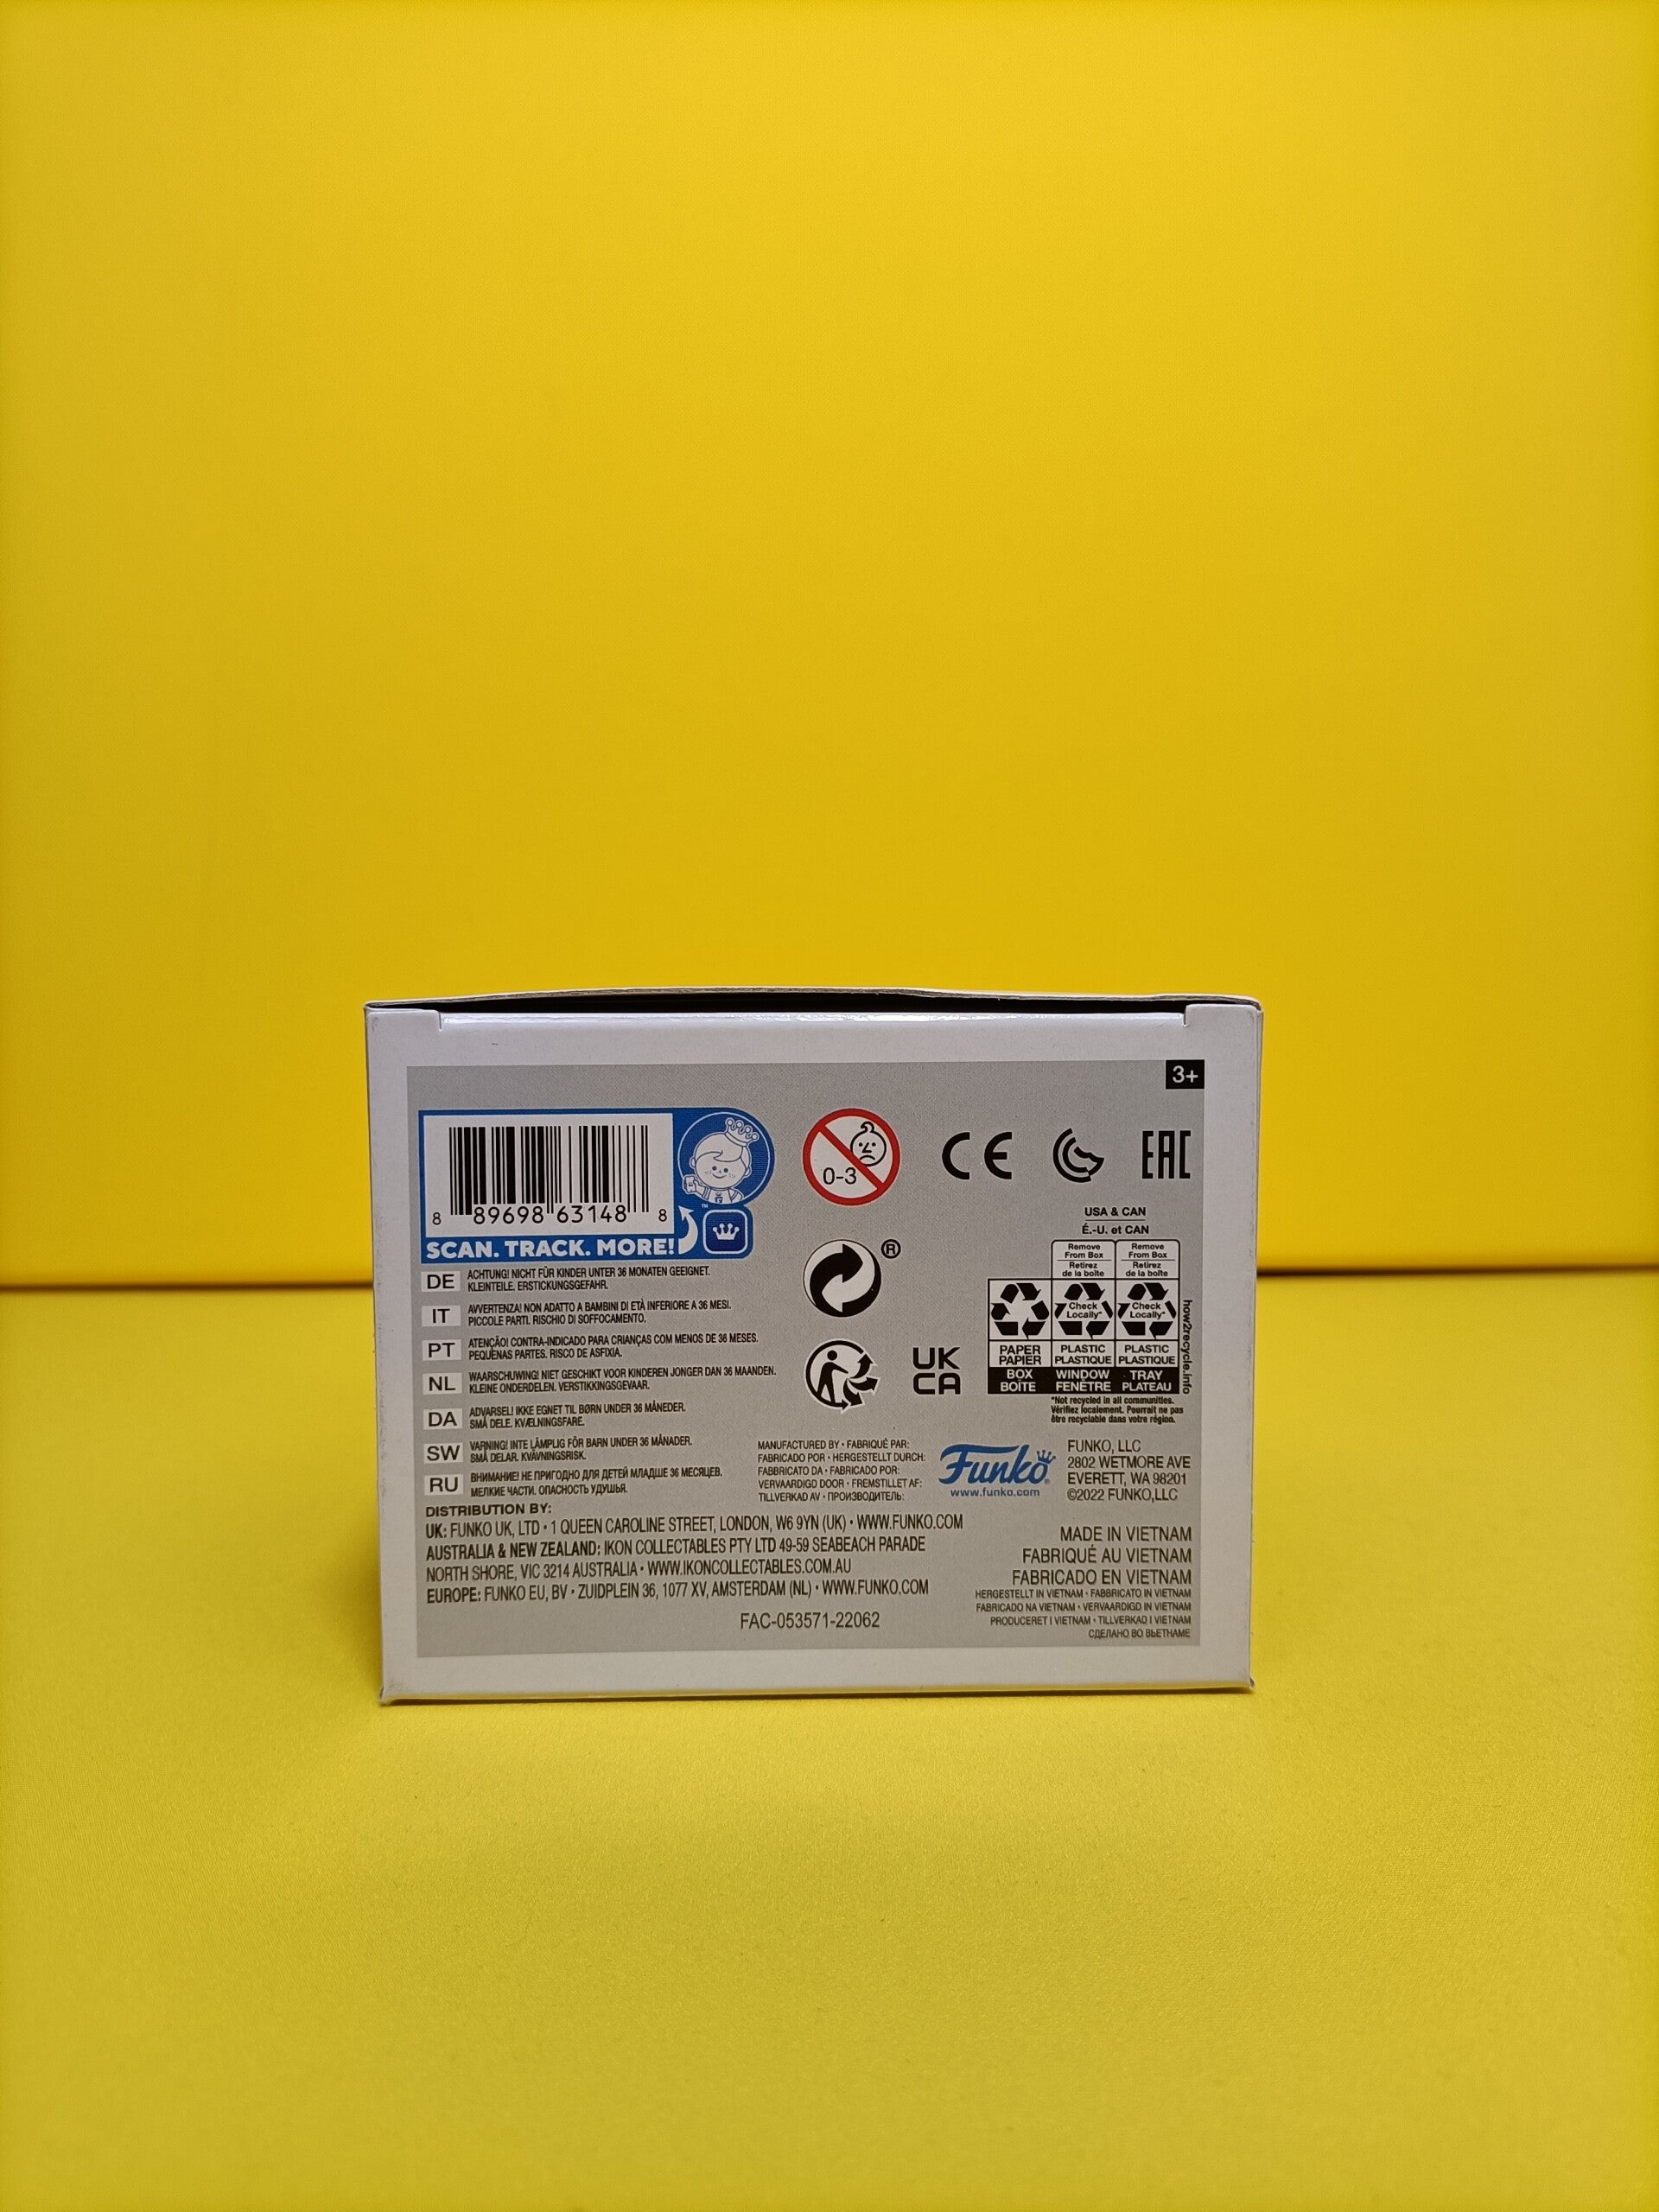 3+
8 89698 63148 8
SCAN. TRACK. MORE!
™
0-3
CE
EAC
DE ACHTUNG! NICHT FÜR KINDER UNTER 36 MONATEN GEEIGNET.
KLEINTEILE. ERSTICKUNGSGEFAHR.
IT AVVERTENZA! NON ADATTO A BAMBINI DI ETÀ INFERIORE A 36 MESI.
PICCOLE PARTI. RISCHIO DI SOFFOCAMENTO.
PT ATENÇÃO! CONTRA-INDICADO PARA CRIANÇAS COM MENOS DE 36 MESES.
PEQUENAS PARTES. RISCO DE ASFIXIA.
NL WAARSCHUWING! NIET GESCHIKT VOOR KINDEREN JONGER DAN 36 MAANDEN.
KLEINE ONDERDELEN. VERSTIKKINGSGEVAAR.
DA ADVARSEL! IKKE EGNET TIL BØRN UNDER 36 MÅNEDER.
SMÅ DELE. KVÆLNINGSFARE.
SW VARNING! INTE LÄMPLIG FÖR BARN UNDER 36 MÅNADER.
SMÅ DELAR. KVÄVNINGSRISK.
RU ВНИМАНИЕ! НЕ ПРИГОДНО ДЛЯ ДЕТЕЙ МЛАДШЕ 36 МЕСЯЦЕВ.
МЕЛКИЕ ЧАСТИ. ОПАСНОСТЬ УДУШЬЯ.
®
UK
CA
USA & CAN
É.-U. et CAN
Remove
From Box
Retirez
de la boîte
Remove
From Box
Retirez
de la boîte
Check
Locally*
Check
Locally*
PAPER
PAPIER
PLASTIC
PLASTIQUE
PLASTIC
PLASTIQUE
BOX
BOÎTE
WINDOW
FENÊTRE
TRAY
PLATEAU
how2recycle.info
*Not recycled in all communities.
Vérifiez localement. Pourrait ne pas
être recyclable dans votre région.
MANUFACTURED BY • FABRIQUÉ PAR:
FABRICADO POR • HERGESTELLT DURCH:
FABBRICATO DA • FABRICADO POR:
VERVAARDIGD DOOR • FREMSTILLET AF:
TILLVERKAD AV • ПРОИЗВОДИТЕЛЬ:
Funko®
www.funko.com
FUNKO, LLC
2802 WETMORE AVE
EVERETT, WA 98201
©2022 FUNKO,LLC
DISTRIBUTION BY:
UK: FUNKO UK, LTD • 1 QUEEN CAROLINE STREET, LONDON, W6 9YN (UK) • WWW.FUNKO.COM
AUSTRALIA & NEW ZEALAND: IKON COLLECTABLES PTY LTD 49-59 SEABEACH PARADE
NORTH SHORE, VIC 3214 AUSTRALIA • WWW.IKONCOLLECTABLES.COM.AU
EUROPE: FUNKO EU, BV • ZUIDPLEIN 36, 1077 XV, AMSTERDAM (NL) • WWW.FUNKO.COM
FAC-053571-22062
MADE IN VIETNAM
FABRIQUÉ AU VIETNAM
FABRICADO EN VIETNAM
HERGESTELLT IN VIETNAM • FABBRICATO IN VIETNAM
FABRICADO NA VIETNAM • VERVAARDIGD IN VIETNAM
PRODUCERET I VIETNAM • TILLVERKAD I VIETNAM
СДЕЛАНО ВО ВЬЕТНАМЕ